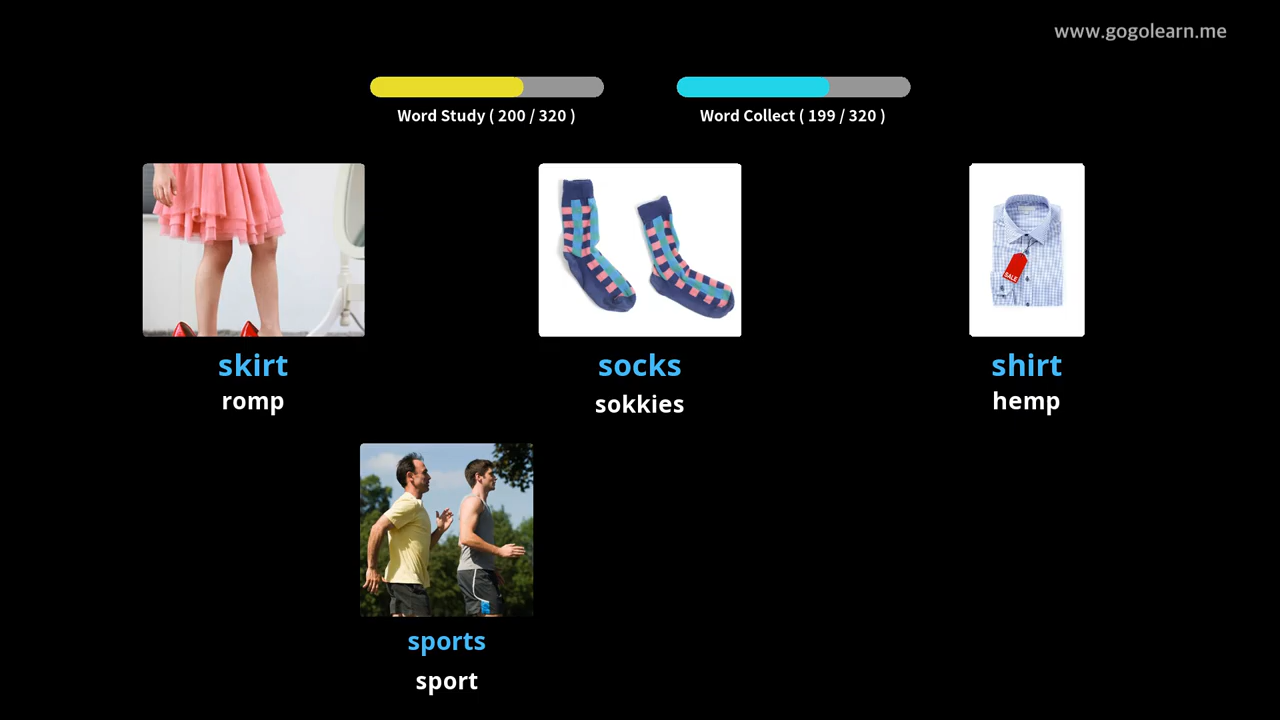 www.gogolearn.me
Word Study ( 200 / 320 )
Word Collect ( 199 / 320 )
SALE
skirt
romp
socks
sokkies
shirt
hemp
sports
sport